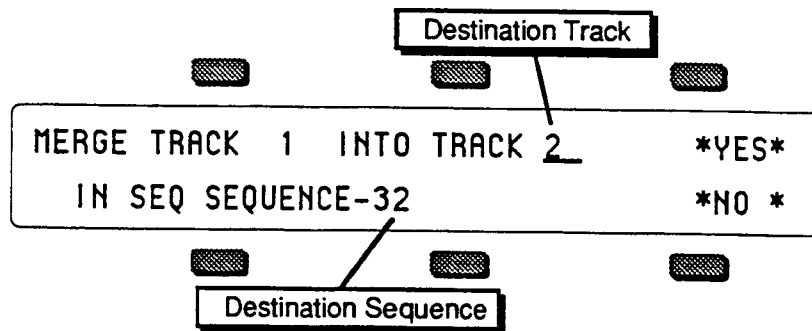 Destination Track
MERGE TRACK 1 INTO TRACK 2 *YES*
IN SEQ SEQUENCE-32 *NO *
Destination Sequence